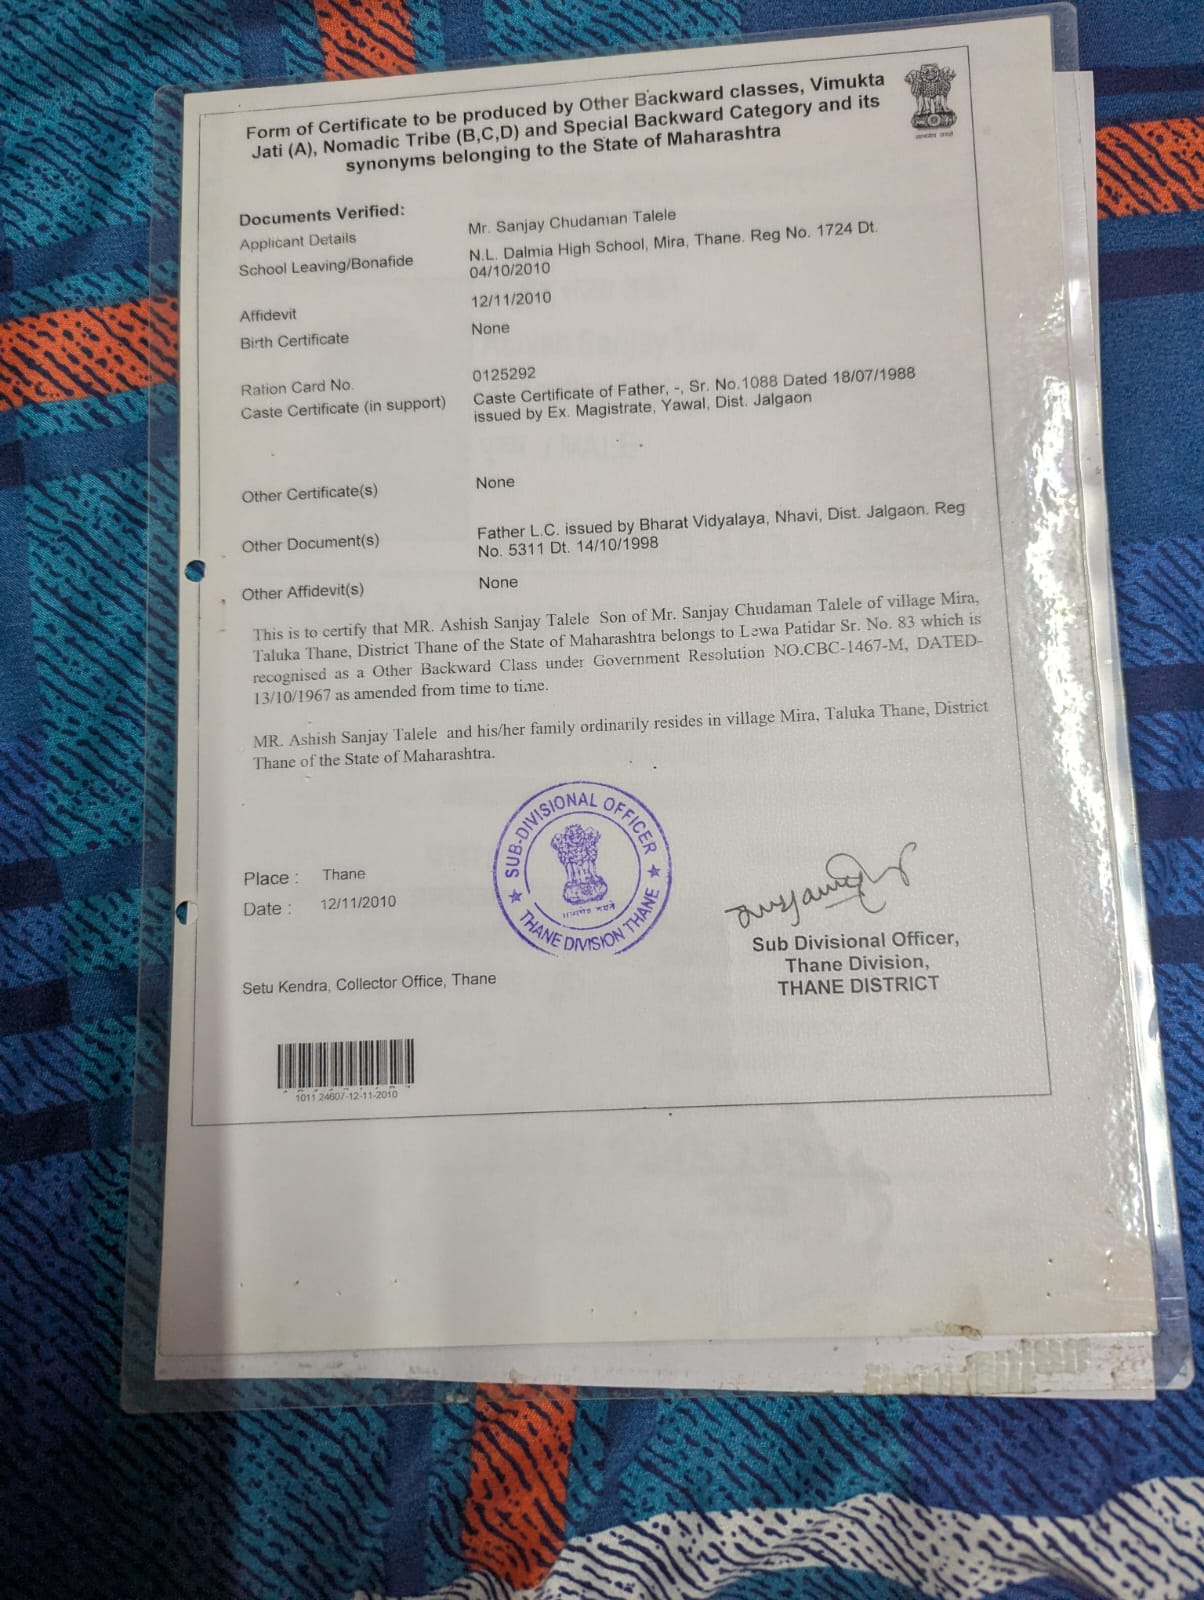 Form of Certificate to be produced by Other Backward classes, Vimukta
Jati (A), Nomadic Tribe (B,C,D) and Special Backward Category and its
synonyms belonging to the State of Maharashtra
Documents Verified:
Applicant Details Mr. Sanjay Chudaman Talele
School Leaving/Bonafide N.L. Dalmia High School, Mira, Thane. Reg No. 1724 Dt.
04/10/2010
Affidevit 12/11/2010
Birth Certificate None
Ration Card No. 0125292
Caste Certificate (in support) Caste Certificate of Father, -, Sr. No.1088 Dated 18/07/1988
issued by Ex. Magistrate, Yawal, Dist. Jalgaon
Other Certificate(s) None
Other Document(s) Father L.C. issued by Bharat Vidyalaya, Nhavi, Dist. Jalgaon. Reg
No. 5311 Dt. 14/10/1998
Other Affidevit(s) None
This is to certify that MR. Ashish Sanjay Talele Son of Mr. Sanjay Chudaman Talele of village Mira,
Taluka Thane, District Thane of the State of Maharashtra belongs to Lewa Patidar Sr. No. 83 which is
recognised as a Other Backward Class under Government Resolution NO.CBC-1467-M, DATED-
13/10/1967 as amended from time to time.
MR. Ashish Sanjay Talele and his/her family ordinarily resides in village Mira, Taluka Thane, District
Thane of the State of Maharashtra.
SUB-DIVISIONAL OFFICER
THANE DIVISION THANE
Place : Thane
Date : 12/11/2010
Sub Divisional Officer,
Thane Division,
THANE DISTRICT
Setu Kendra, Collector Office, Thane
1011 24607-12-11-2010